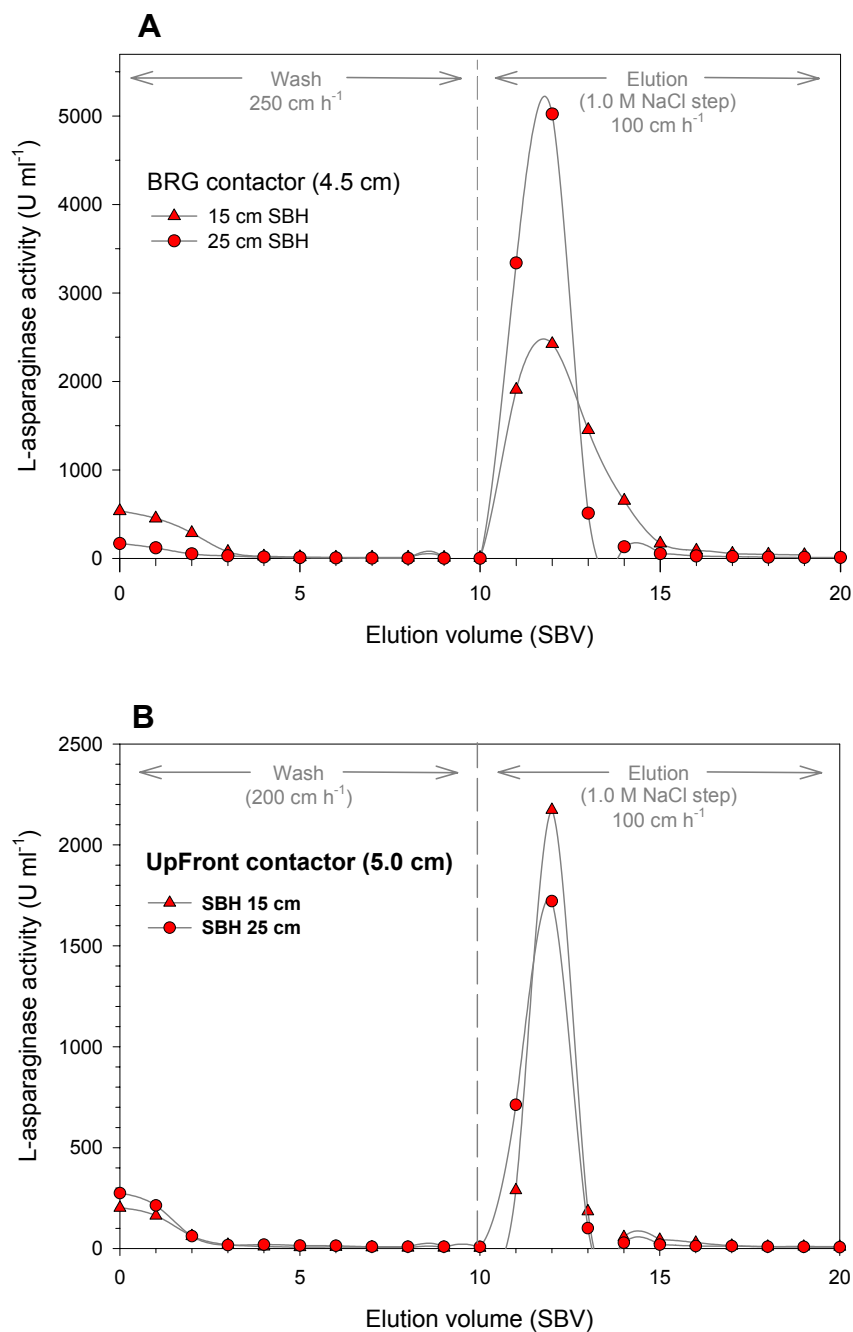 A
Wash
250 cm h⁻¹
Elution
(1.0 M NaCl step)
100 cm h⁻¹
BRG contactor (4.5 cm)
15 cm SBH
25 cm SBH
L-asparaginase activity (U ml⁻¹)
5000
4000
3000
2000
1000
0
0 5 10 15 20
Elution volume (SBV)
B
Wash
(200 cm h⁻¹)
Elution
(1.0 M NaCl step)
100 cm h⁻¹
UpFront contactor (5.0 cm)
SBH 15 cm
SBH 25 cm
L-asparaginase activity (U ml⁻¹)
2500
2000
1500
1000
500
0
0 5 10 15 20
Elution volume (SBV)